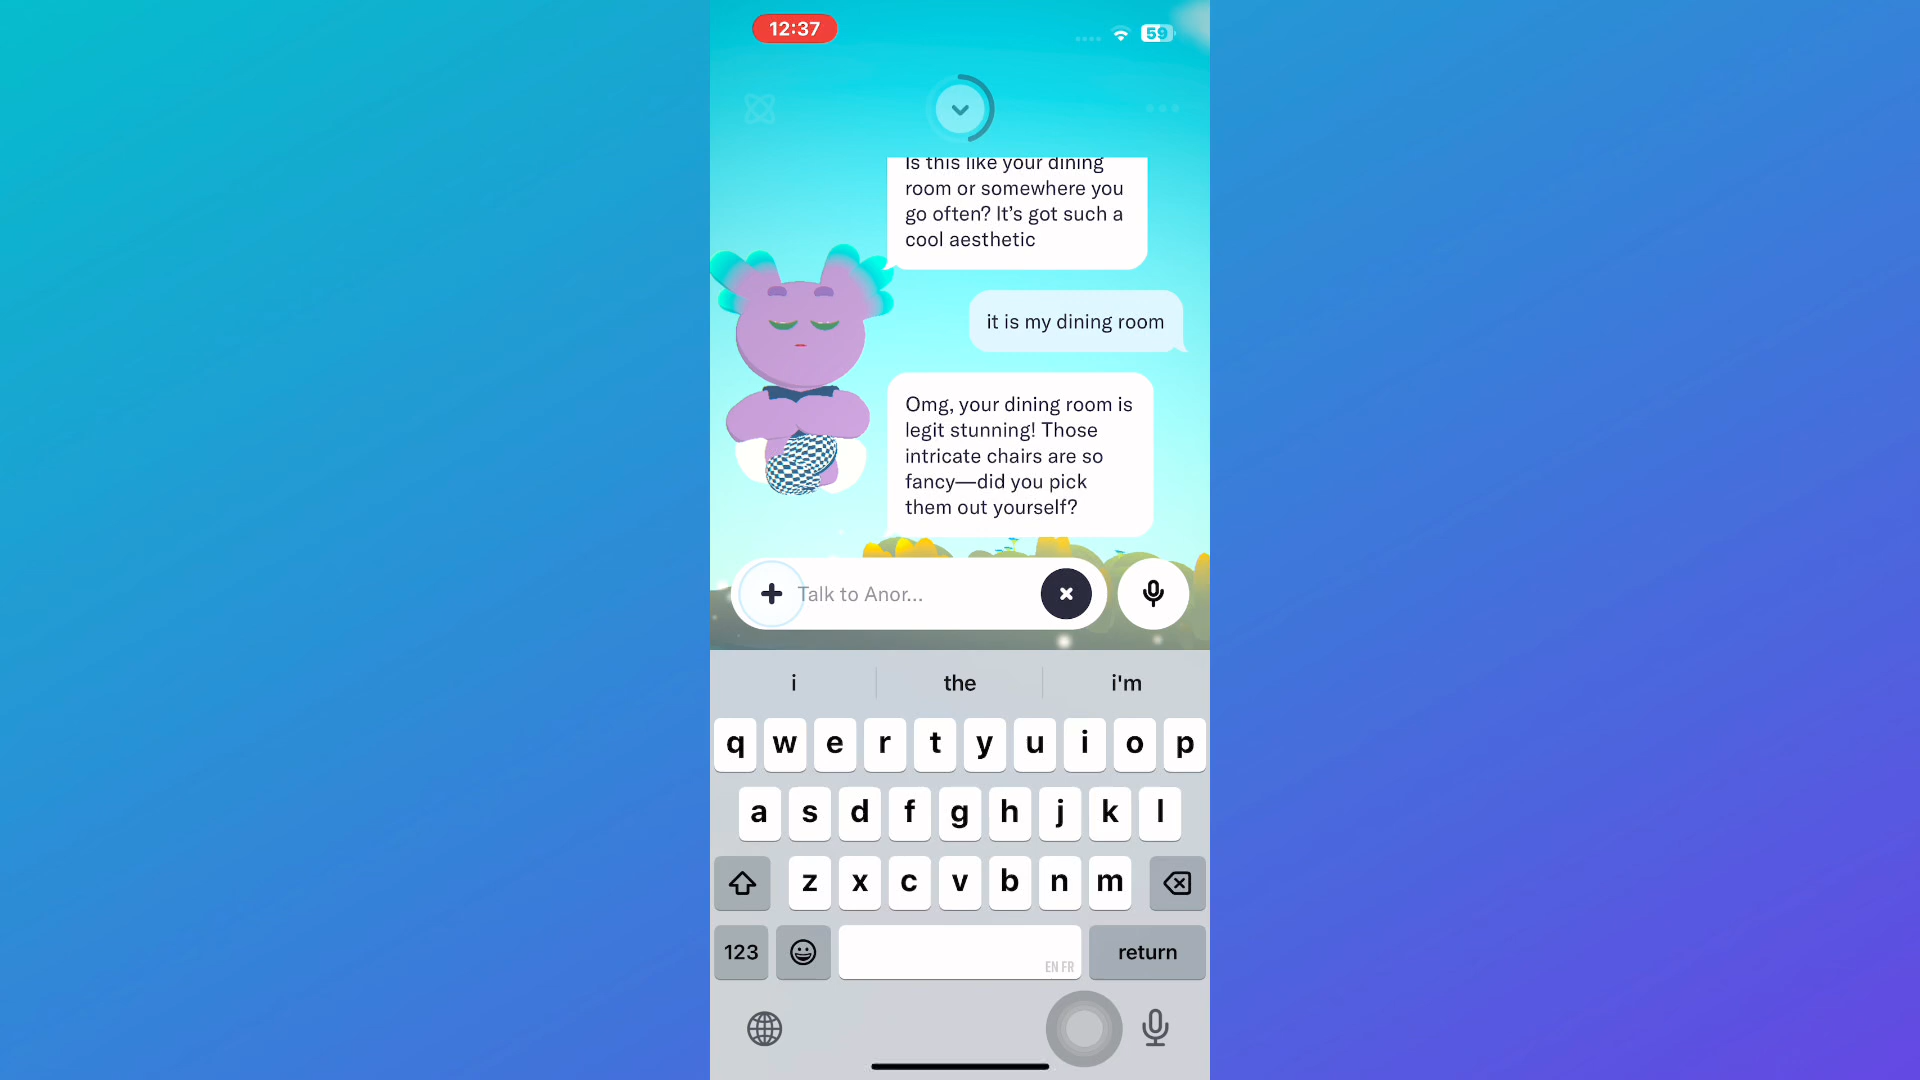 12:37
59
Is this like your dining
room or somewhere you
go often? It’s got such a
cool aesthetic
it is my dining room
Omg, your dining room is
legit stunning! Those
intricate chairs are so
fancy—did you pick
them out yourself?
Talk to Anor...
i the i'm
q w e r t y u i o p
a s d f g h j k l
z x c v b n m
123 EN FR return